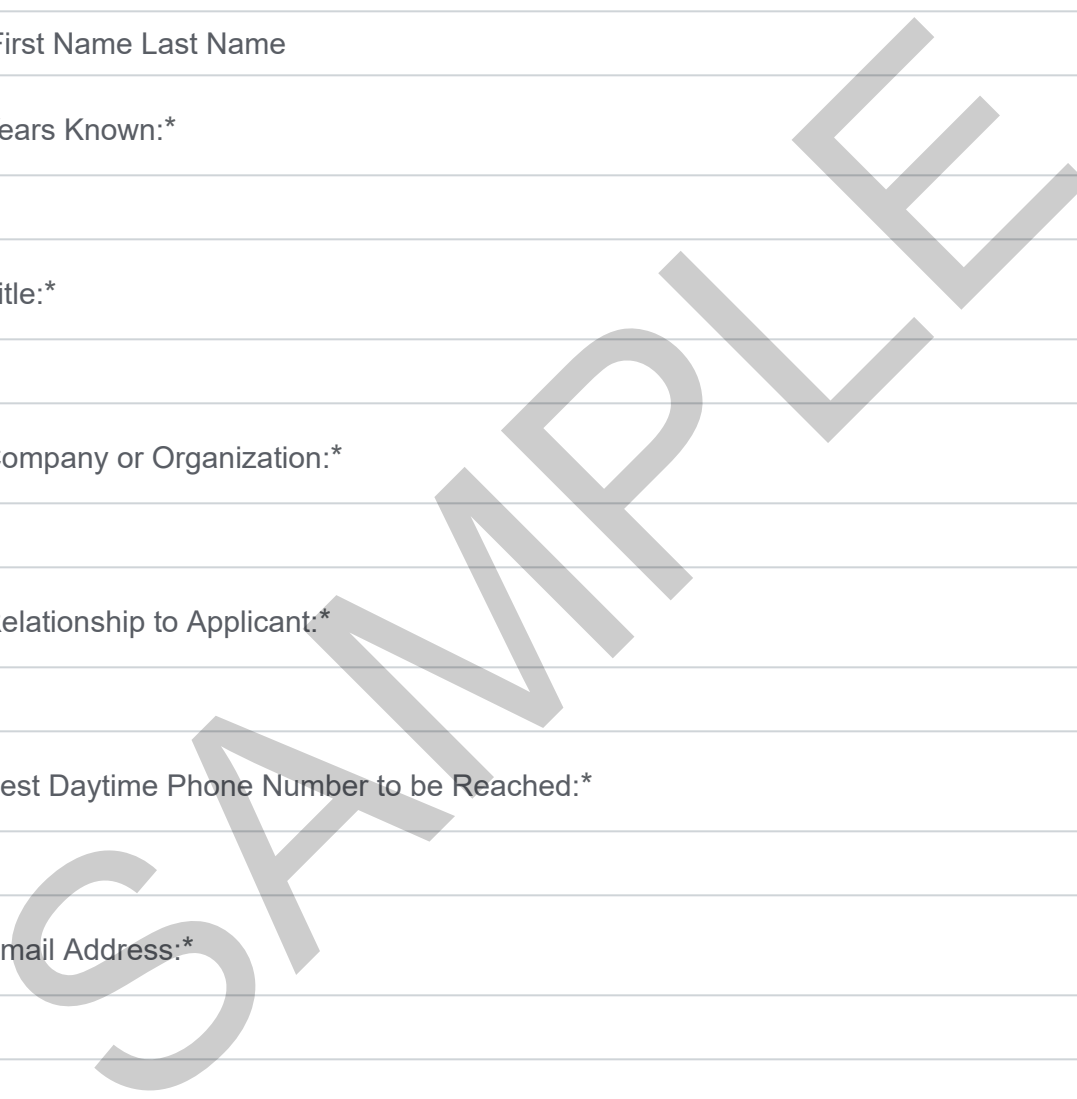 First Name Last Name
ears Known:*
itle:*
ompany or Organization:*
elationship to Applicant:*
est Daytime Phone Number to be Reached:*
mail Address:*
SAMPLE